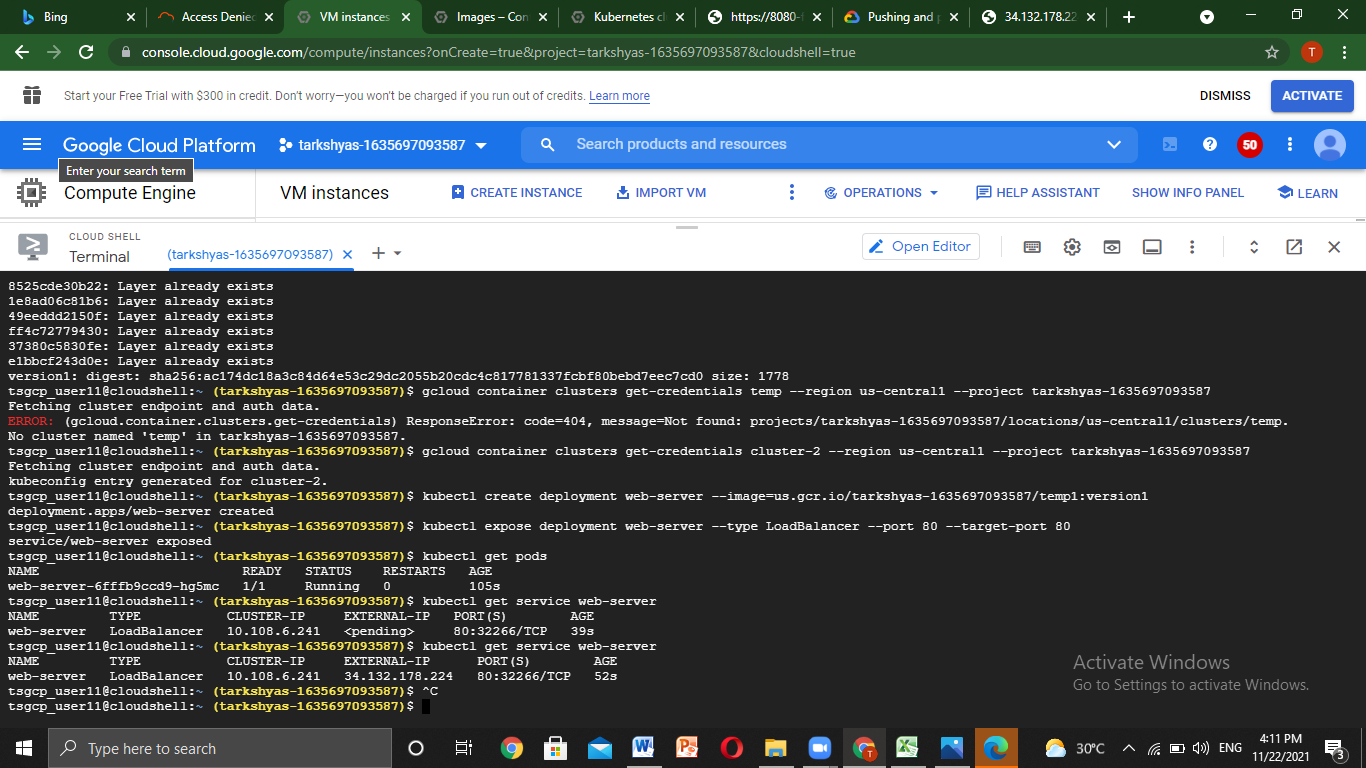 Bing
Access Denied
VM instances
Images – Con
Kubernetes cl
https://8080-
Pushing and p
34.132.178.22
console.cloud.google.com/compute/instances?onCreate=true&project=tarkshyas-1635697093587&cloudshell=true
T
Start your Free Trial with $300 in credit. Don't worry—you won't be charged if you run out of credits. Learn more
DISMISS
ACTIVATE
Google Cloud Platform
tarkshyas-1635697093587
Search products and resources
50
Enter your search term
Compute Engine
VM instances
CREATE INSTANCE
IMPORT VM
OPERATIONS
HELP ASSISTANT
SHOW INFO PANEL
LEARN
CLOUD SHELL
Terminal
(tarkshyas-1635697093587)
Open Editor
8525cde30b22: Layer already exists
1e8ad06c81b6: Layer already exists
49eeddd2150f: Layer already exists
ff4c72779430: Layer already exists
37380c5830fe: Layer already exists
e1bbcf243d0e: Layer already exists
version1: digest: sha256:ac174dc18a3c84d64e53c29dc2055b20cdc4c817781337fcbf80bebd7eec7cd0 size: 1778
tsgcp_user11@cloudshell:~ (tarkshyas-1635697093587)$ gcloud container clusters get-credentials temp --region us-central1 --project tarkshyas-1635697093587
Fetching cluster endpoint and auth data.
ERROR: (gcloud.container.clusters.get-credentials) ResponseError: code=404, message=Not found: projects/tarkshyas-1635697093587/locations/us-central1/clusters/temp.
No cluster named 'temp' in tarkshyas-1635697093587.
tsgcp_user11@cloudshell:~ (tarkshyas-1635697093587)$ gcloud container clusters get-credentials cluster-2 --region us-central1 --project tarkshyas-1635697093587
Fetching cluster endpoint and auth data.
kubeconfig entry generated for cluster-2.
tsgcp_user11@cloudshell:~ (tarkshyas-1635697093587)$ kubectl create deployment web-server --image=us.gcr.io/tarkshyas-1635697093587/temp1:version1
deployment.apps/web-server created
tsgcp_user11@cloudshell:~ (tarkshyas-1635697093587)$ kubectl expose deployment web-server --type LoadBalancer --port 80 --target-port 80
service/web-server exposed
tsgcp_user11@cloudshell:~ (tarkshyas-1635697093587)$ kubectl get pods
NAME READY STATUS RESTARTS AGE
web-server-6fffb9ccd9-hg5mc 1/1 Running 0 105s
tsgcp_user11@cloudshell:~ (tarkshyas-1635697093587)$ kubectl get service web-server
NAME TYPE CLUSTER-IP EXTERNAL-IP PORT(S) AGE
web-server LoadBalancer 10.108.6.241 <pending> 80:32266/TCP 39s
tsgcp_user11@cloudshell:~ (tarkshyas-1635697093587)$ kubectl get service web-server
NAME TYPE CLUSTER-IP EXTERNAL-IP PORT(S) AGE
web-server LoadBalancer 10.108.6.241 34.132.178.224 80:32266/TCP 52s
tsgcp_user11@cloudshell:~ (tarkshyas-1635697093587)$ ^C
tsgcp_user11@cloudshell:~ (tarkshyas-1635697093587)$
Activate Windows
Go to Settings to activate Windows.
Type here to search
30°C
ENG
4:11 PM
11/22/2021
3